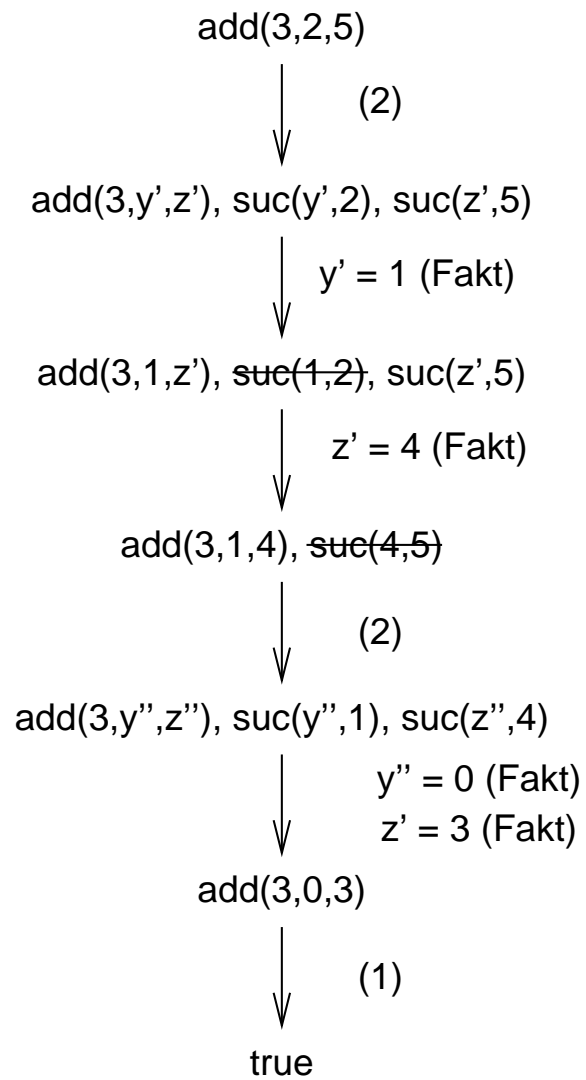 add(3,2,5)
(2)
add(3,y',z'), suc(y',2), suc(z',5)
y' = 1 (Fakt)
add(3,1,z'), suc(1,2), suc(z',5)
z' = 4 (Fakt)
add(3,1,4), suc(4,5)
(2)
add(3,y'',z''), suc(y'',1), suc(z'',4)
y'' = 0 (Fakt)
z' = 3 (Fakt)
add(3,0,3)
(1)
true